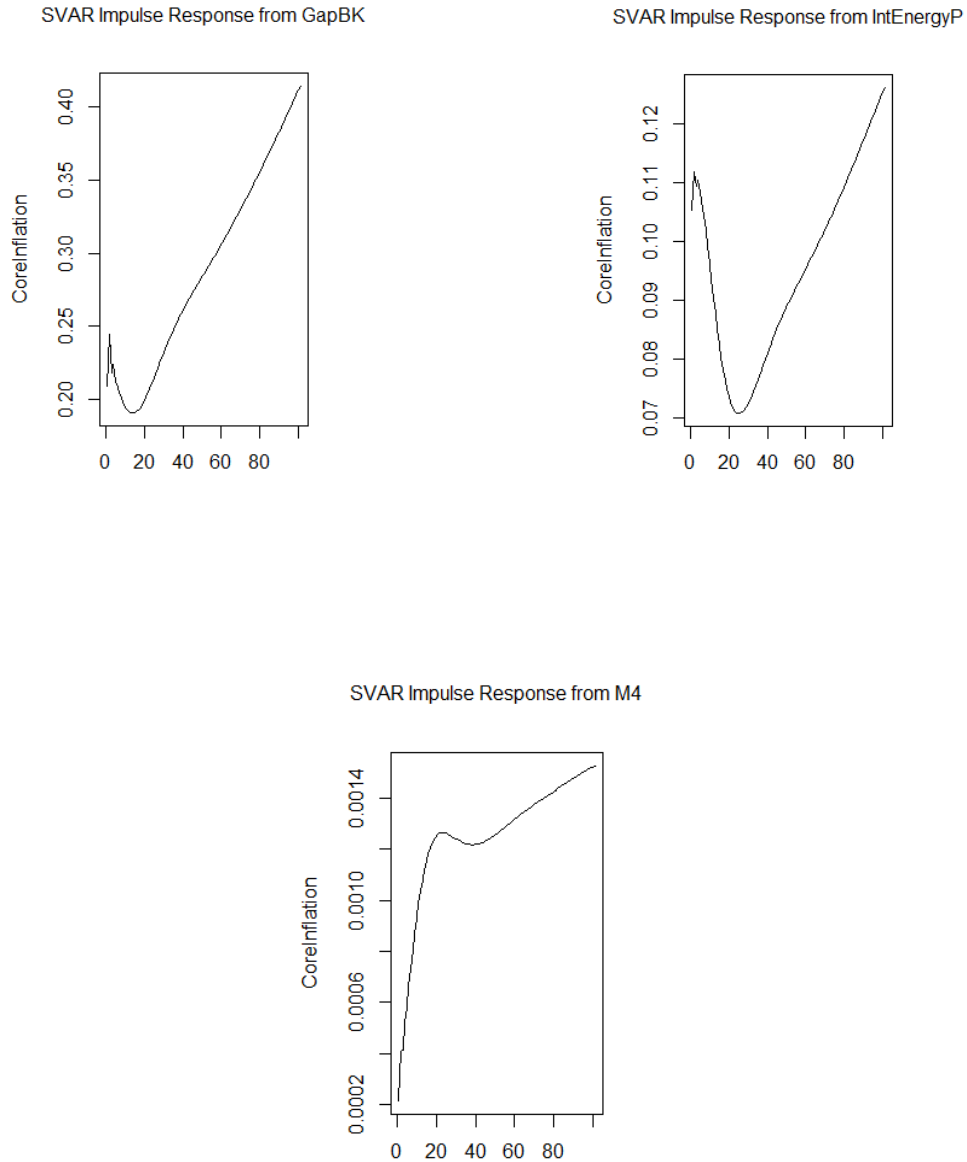 SVAR Impulse Response from GapBK
CoreInflation
0.20 0.25 0.30 0.35 0.40
0 20 40 60 80
SVAR Impulse Response from IntEnergyP
CoreInflation
0.07 0.08 0.09 0.10 0.11 0.12
0 20 40 60 80
SVAR Impulse Response from M4
CoreInflation
0.0002 0.0006 0.0010 0.0014
0 20 40 60 80